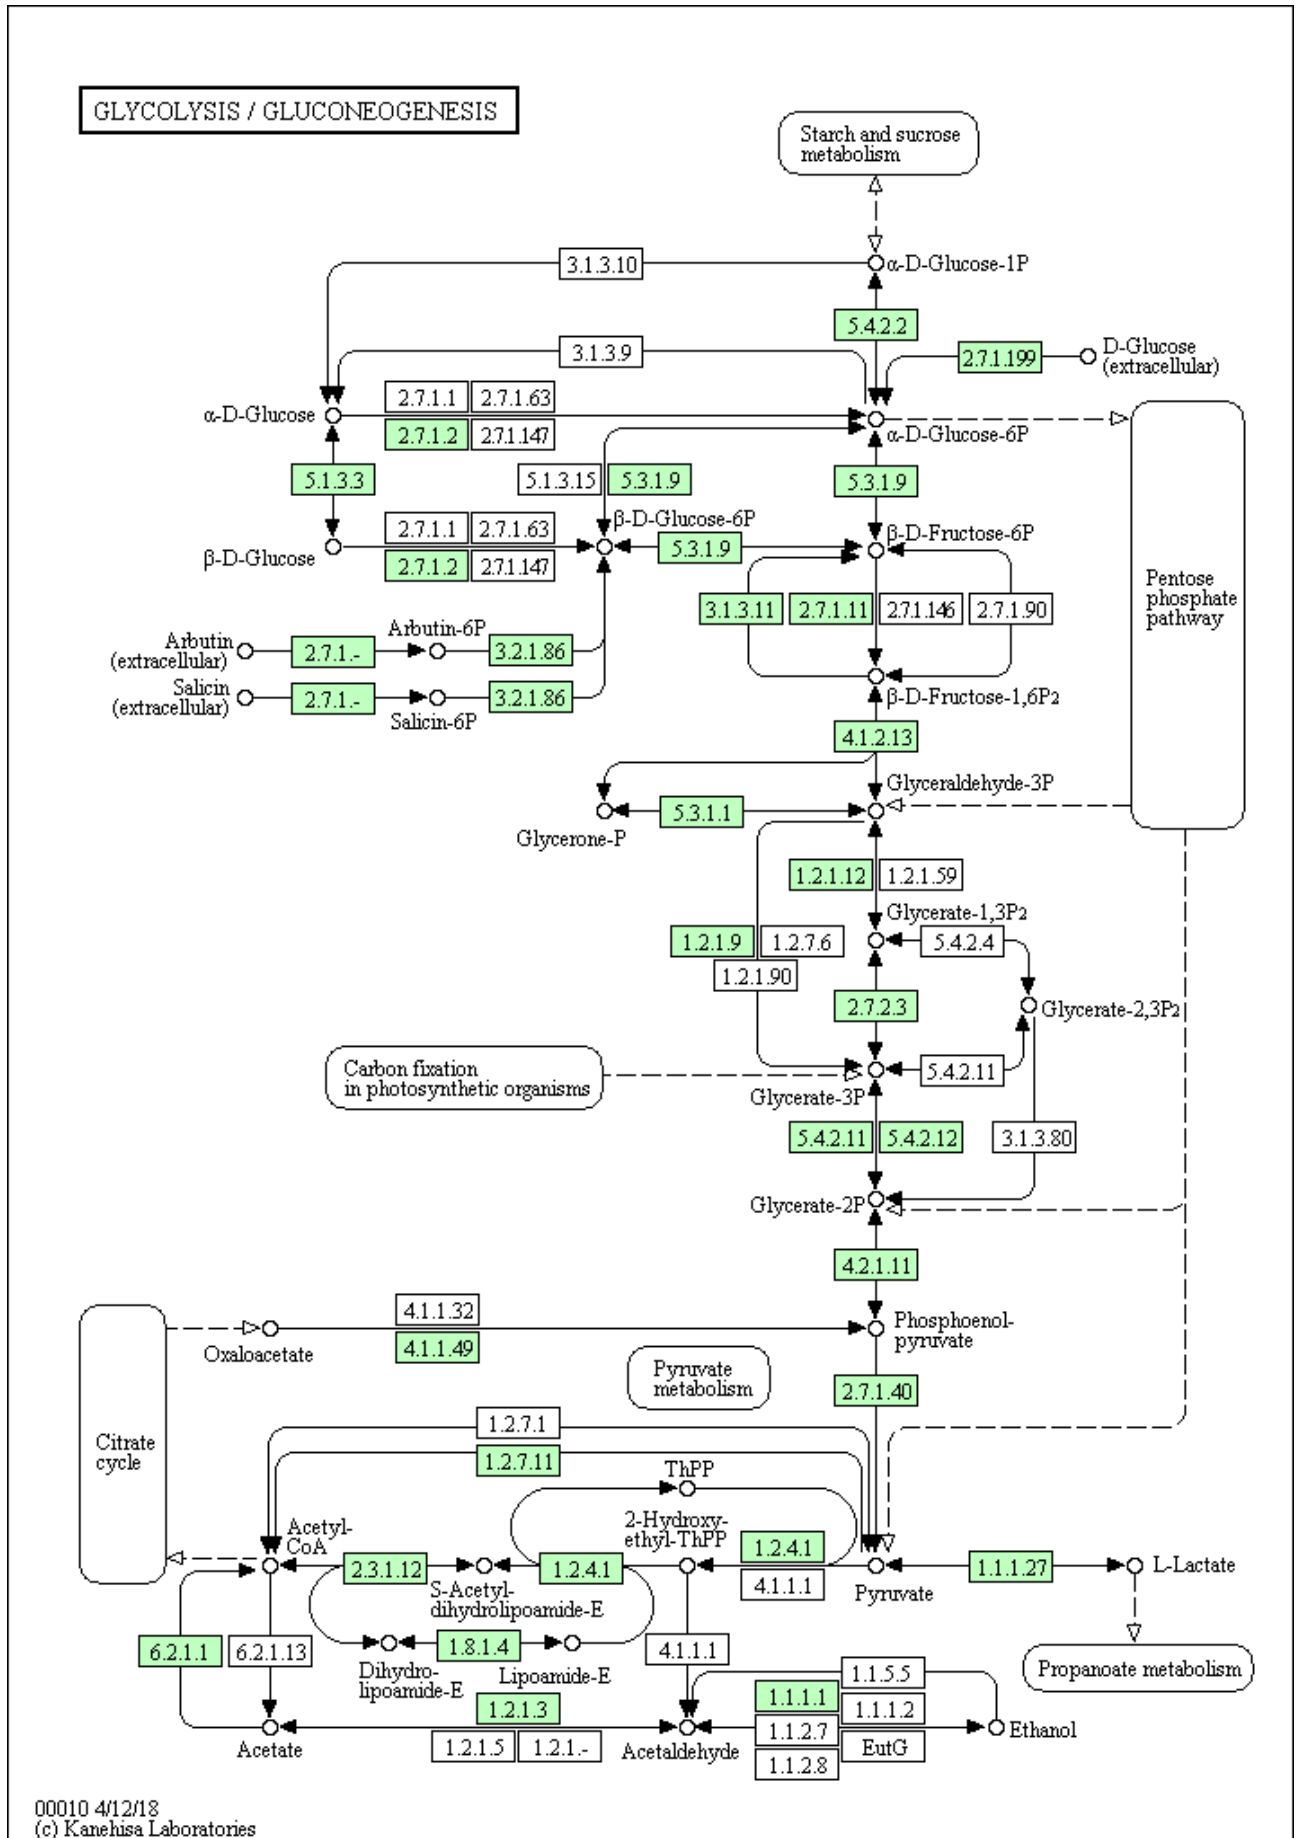 GLYCOLYSIS / GLUCONEOGENESIS
Starch and sucrose
metabolism
3.1.3.10
α-D-Glucose-1P
5.4.2.2
3.1.3.9
2.7.1.199
D-Glucose
(extracellular)
2.7.1.1
2.7.1.63
α-D-Glucose
2.7.1.2
2.7.1.147
α-D-Glucose-6P
5.1.3.3
5.1.3.15
5.3.1.9
5.3.1.9
2.7.1.1
2.7.1.63
β-D-Glucose-6P
β-D-Fructose-6P
β-D-Glucose
5.3.1.9
2.7.1.2
2.7.1.147
Pentose
phosphate
pathway
3.1.3.11
2.7.1.11
2.7.1.146
2.7.1.90
Arbutin
(extracellular)
2.7.1.-
Arbutin-6P
3.2.1.86
Salicin
(extracellular)
2.7.1.-
Salicin-6P
3.2.1.86
β-D-Fructose-1,6P2
4.1.2.13
Glyceraldehyde-3P
5.3.1.1
Glycerone-P
1.2.1.12
1.2.1.59
Glycerate-1,3P2
1.2.1.9
1.2.7.6
5.4.2.4
1.2.1.90
2.7.2.3
Glycerate-2,3P2
Carbon fixation
in photosynthetic organisms
5.4.2.11
Glycerate-3P
5.4.2.11
5.4.2.12
3.1.3.80
Glycerate-2P
4.2.1.11
4.1.1.32
Oxaloacetate
4.1.1.49
Phosphoenol-
pyruvate
Pyruvate
metabolism
2.7.1.40
Citrate
cycle
1.2.7.1
1.2.7.11
ThPP
Acetyl-
CoA
2-Hydroxy-
ethyl-ThPP
1.2.4.1
2.3.1.12
1.2.4.1
4.1.1.1
Pyruvate
1.1.1.27
L-Lactate
S-Acetyl-
dihydrolipoamide-E
6.2.1.1
6.2.1.13
1.8.1.4
4.1.1.1
Dihydro-
lipoamide-E
Lipoamide-E
Propanoate metabolism
1.1.5.5
1.2.1.3
1.1.1.1
1.1.1.2
Acetate
1.2.1.5
1.2.1.-
Acetaldehyde
1.1.2.7
EutG
Ethanol
1.1.2.8
00010 4/12/18
(c) Kanehisa Laboratories